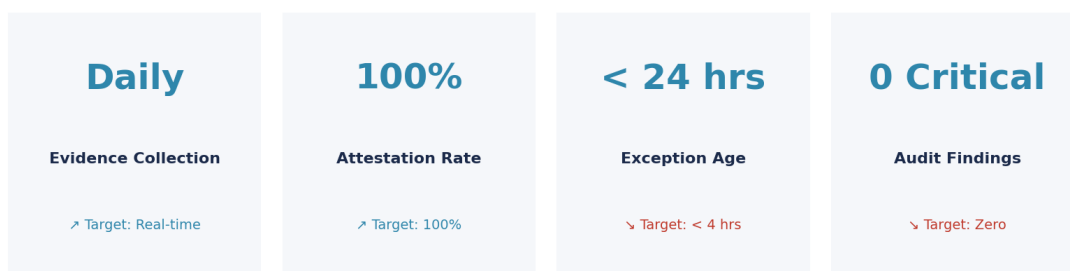 Daily
Evidence Collection
↗ Target: Real-time
100%
Attestation Rate
↗ Target: 100%
< 24 hrs
Exception Age
↘ Target: < 4 hrs
0 Critical
Audit Findings
↘ Target: Zero